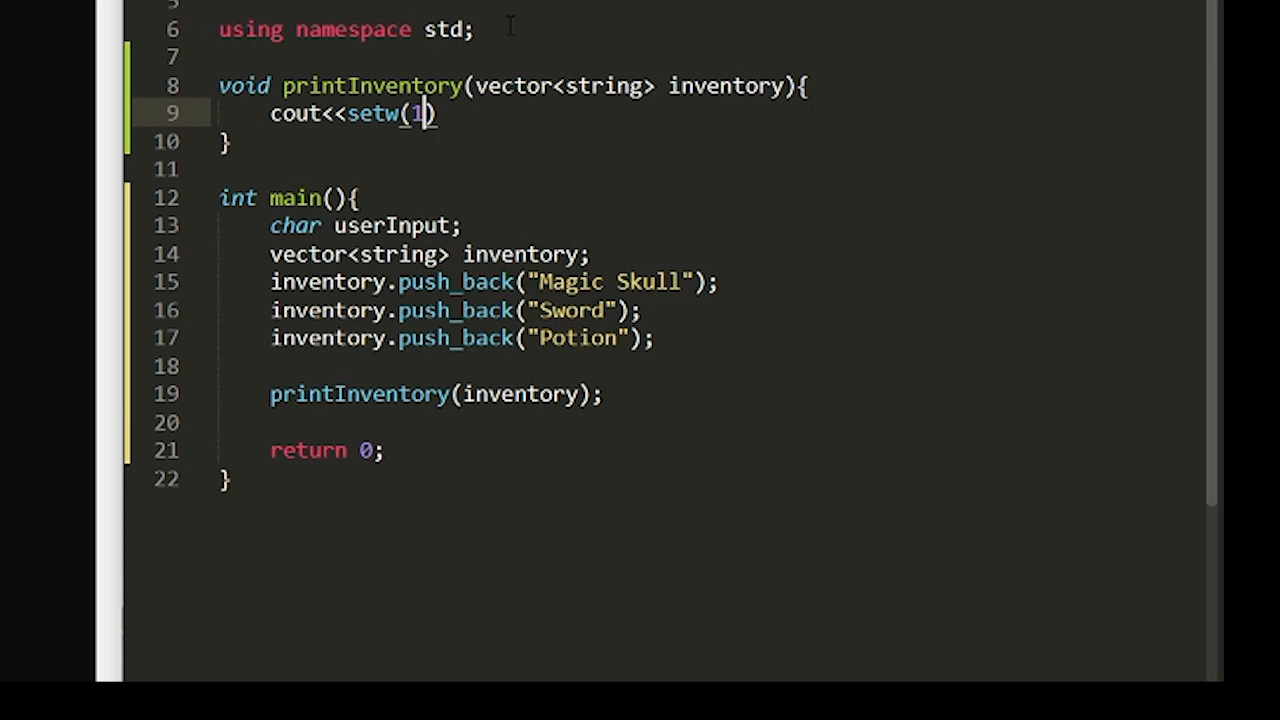 5
6 using namespace std;
7
8 void printInventory(vector<string> inventory){
9 cout<<setw(1)
10 }
11
12 int main(){
13 char userInput;
14 vector<string> inventory;
15 inventory.push_back("Magic Skull");
16 inventory.push_back("Sword");
17 inventory.push_back("Potion");
18
19 printInventory(inventory);
20
21 return 0;
22 }